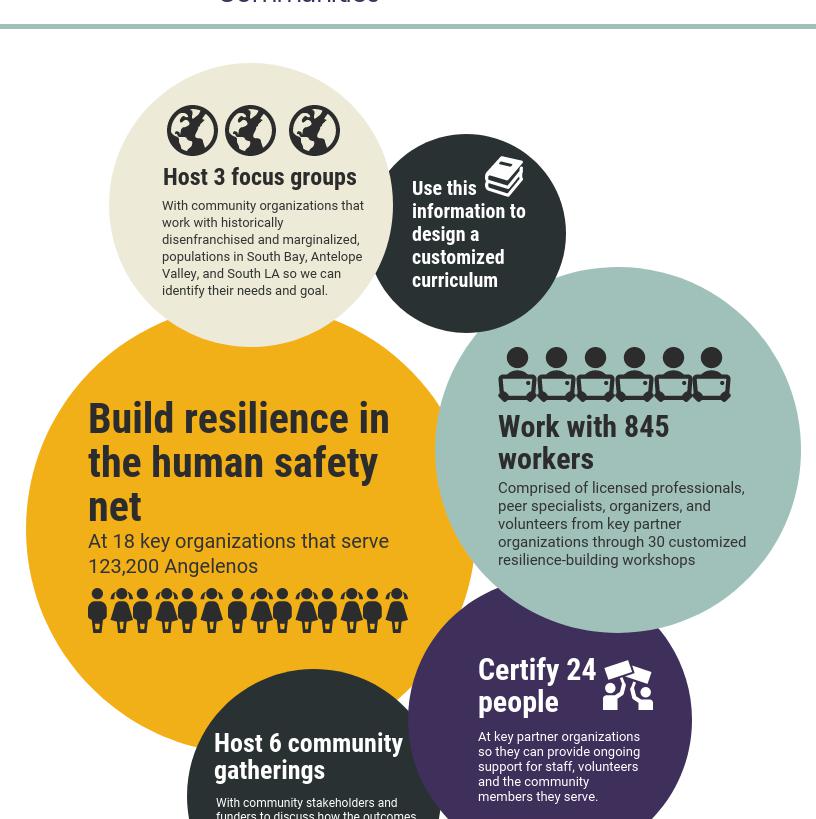 Communities
Host 3 focus groups
With community organizations that
work with historically
disenfranchised and marginalized,
populations in South Bay, Antelope
Valley, and South LA so we can
identify their needs and goal.
Use this
information to
design a
customized
curriculum
Build resilience in
the human safety
net
At 18 key organizations that serve
123,200 Angelenos
Work with 845
workers
Comprised of licensed professionals,
peer specialists, organizers, and
volunteers from key partner
organizations through 30 customized
resilience-building workshops
Certify 24
people
At key partner organizations
so they can provide ongoing
support for staff, volunteers
and the community
members they serve.
Host 6 community
gatherings
With community stakeholders and
funders to discuss how the outcomes